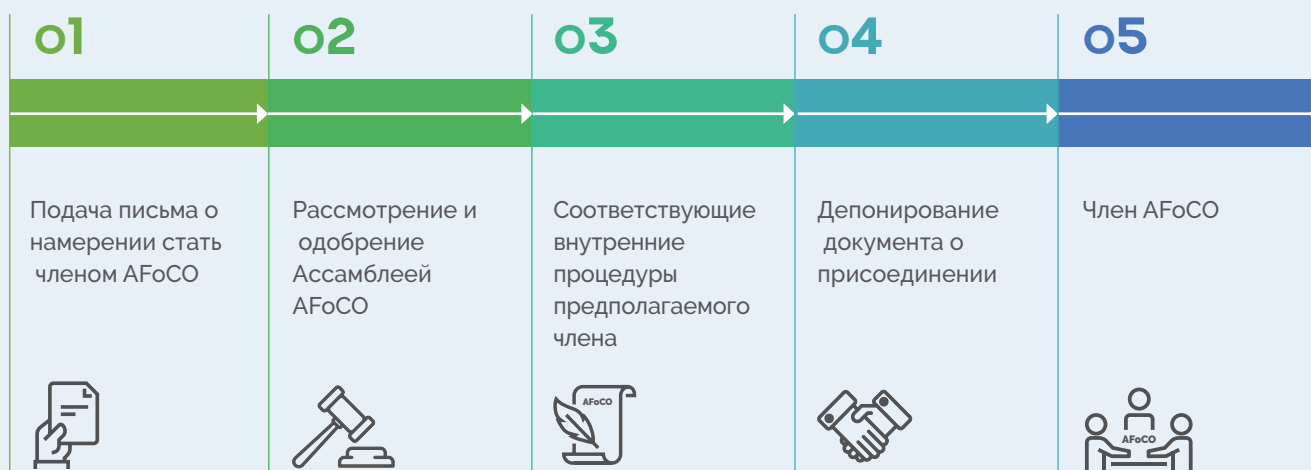 01
02
03
04
05
Подача письма о
намерении стать
членом AFoCO
Рассмотрение и
одобрение
Ассамблеей
AFoCO
Соответствующие
внутренние
процедуры
предполагаемого
члена
Депонирование
документа о
присоединении
Член AFoCO
AFoCO
AFoCO